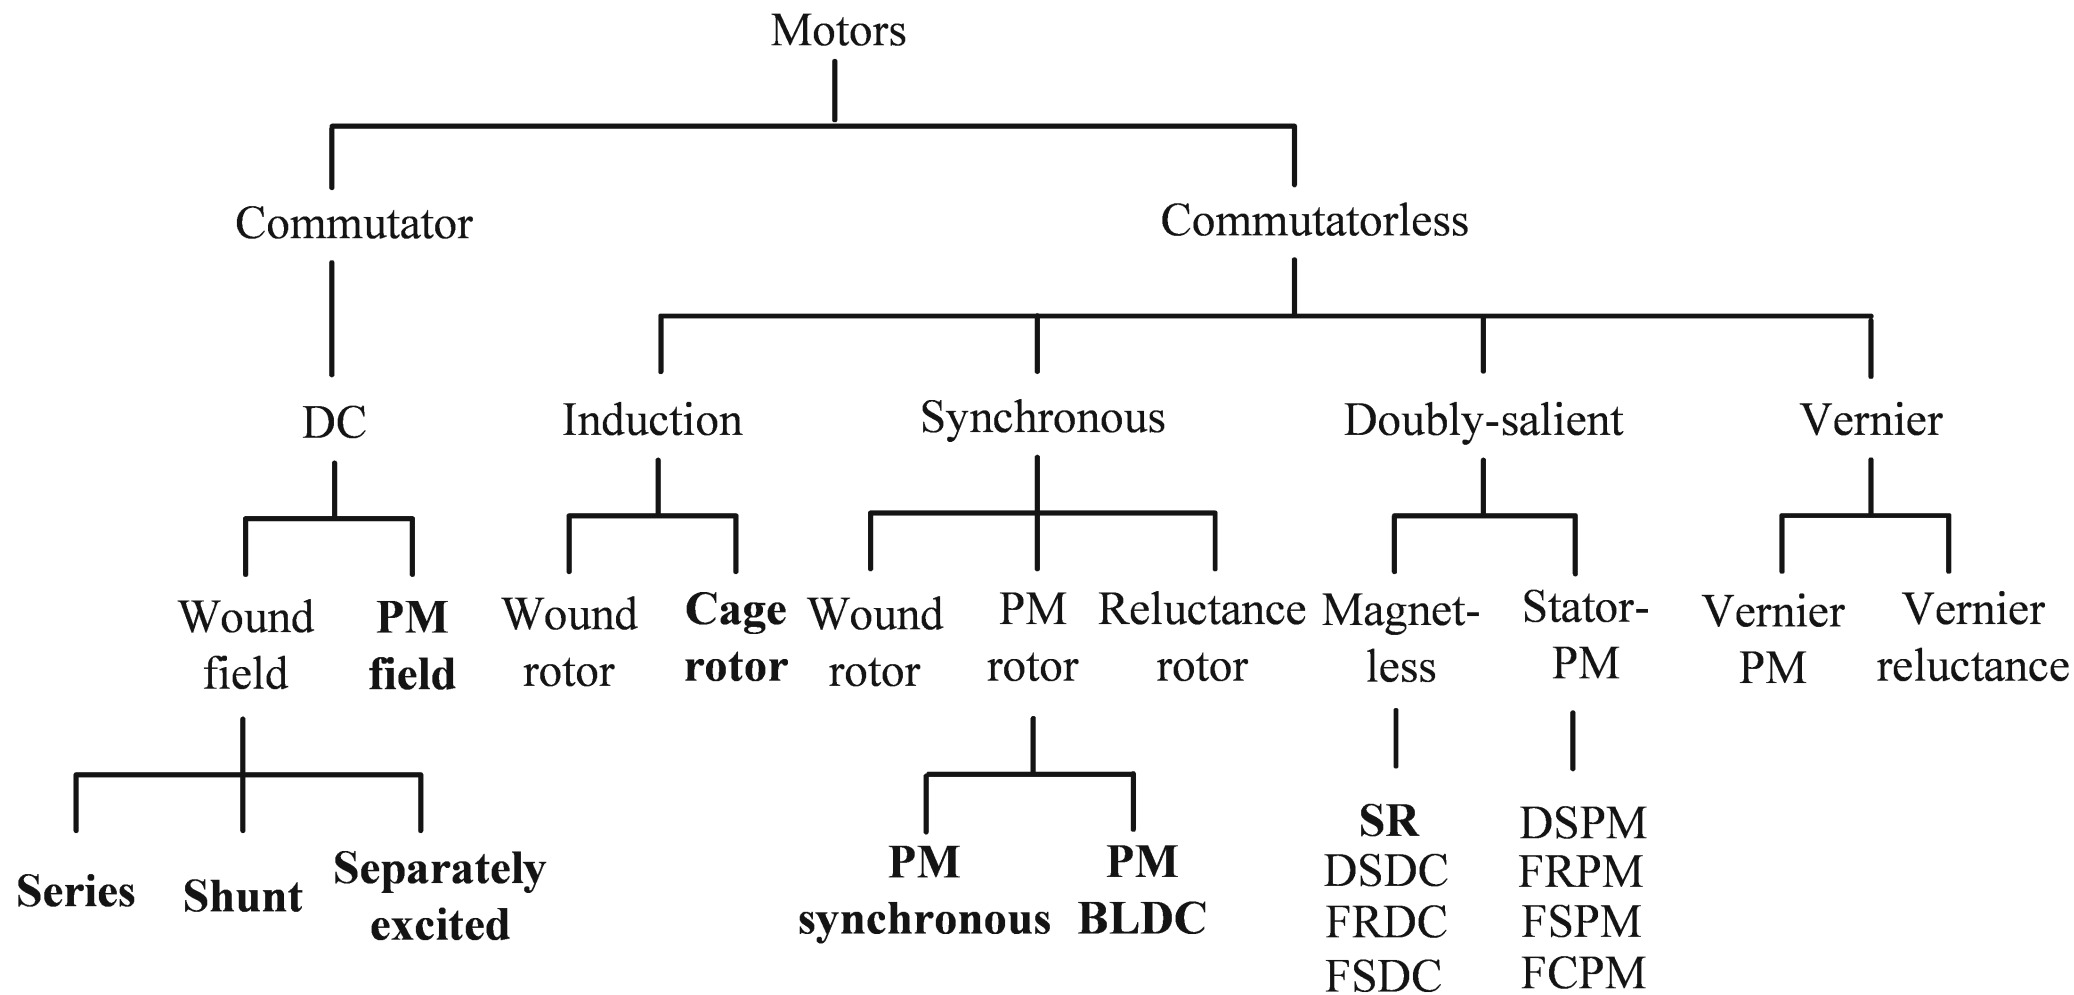 Motors
Commutator
Commutatorless
DC
Induction
Synchronous
Doubly-salient
Vernier
Wound
field
PM
field
Wound
rotor
Cage
rotor
Wound
rotor
PM
rotor
Reluctance
rotor
Magnet-
less
Stator-
PM
Vernier
PM
Vernier
reluctance
Series
Shunt
Separately
excited
PM
synchronous
PM
BLDC
SR
DSDC
FRDC
FSDC
DSPM
FRPM
FSPM
FCPM